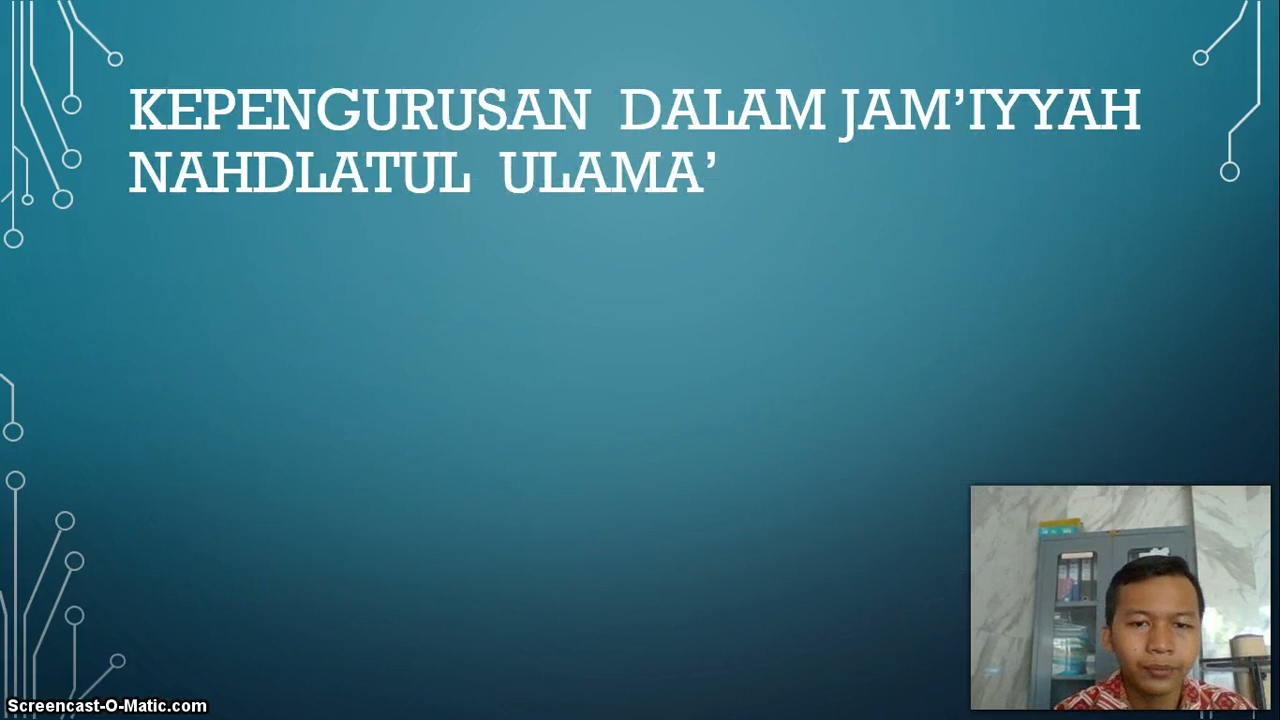 KEPENGURUSAN DALAM JAM’IYYAH
NAHDLATUL ULAMA’
Screencast-O-Matic.com